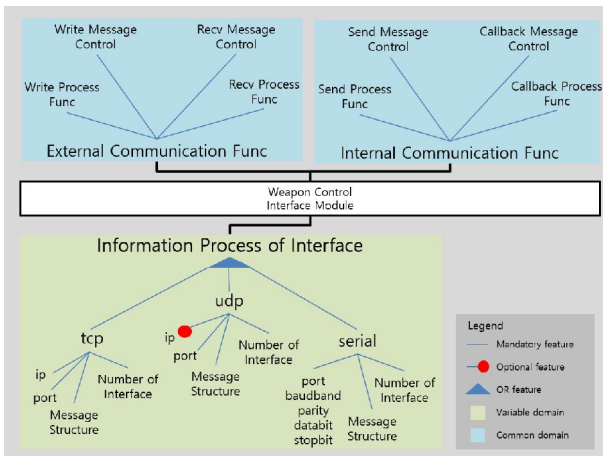 Write Message
Control
Recv Message
Control
Write Process
Func
Recv Process
Func
External Communication Func
Send Message
Control
Callback Message
Control
Send Process
Func
Callback Process
Func
Internal Communication Func
Weapon Control
Interface Module
Information Process of Interface
tcp
ip
port
Message
Structure
Number of
Interface
udp
ip
port
Message
Structure
Number of
Interface
serial
port
baudband
parity
databit
stopbit
Message
Structure
Number of
Interface
Legend
Mandatory feature
Optional feature
OR feature
Variable domain
Common domain